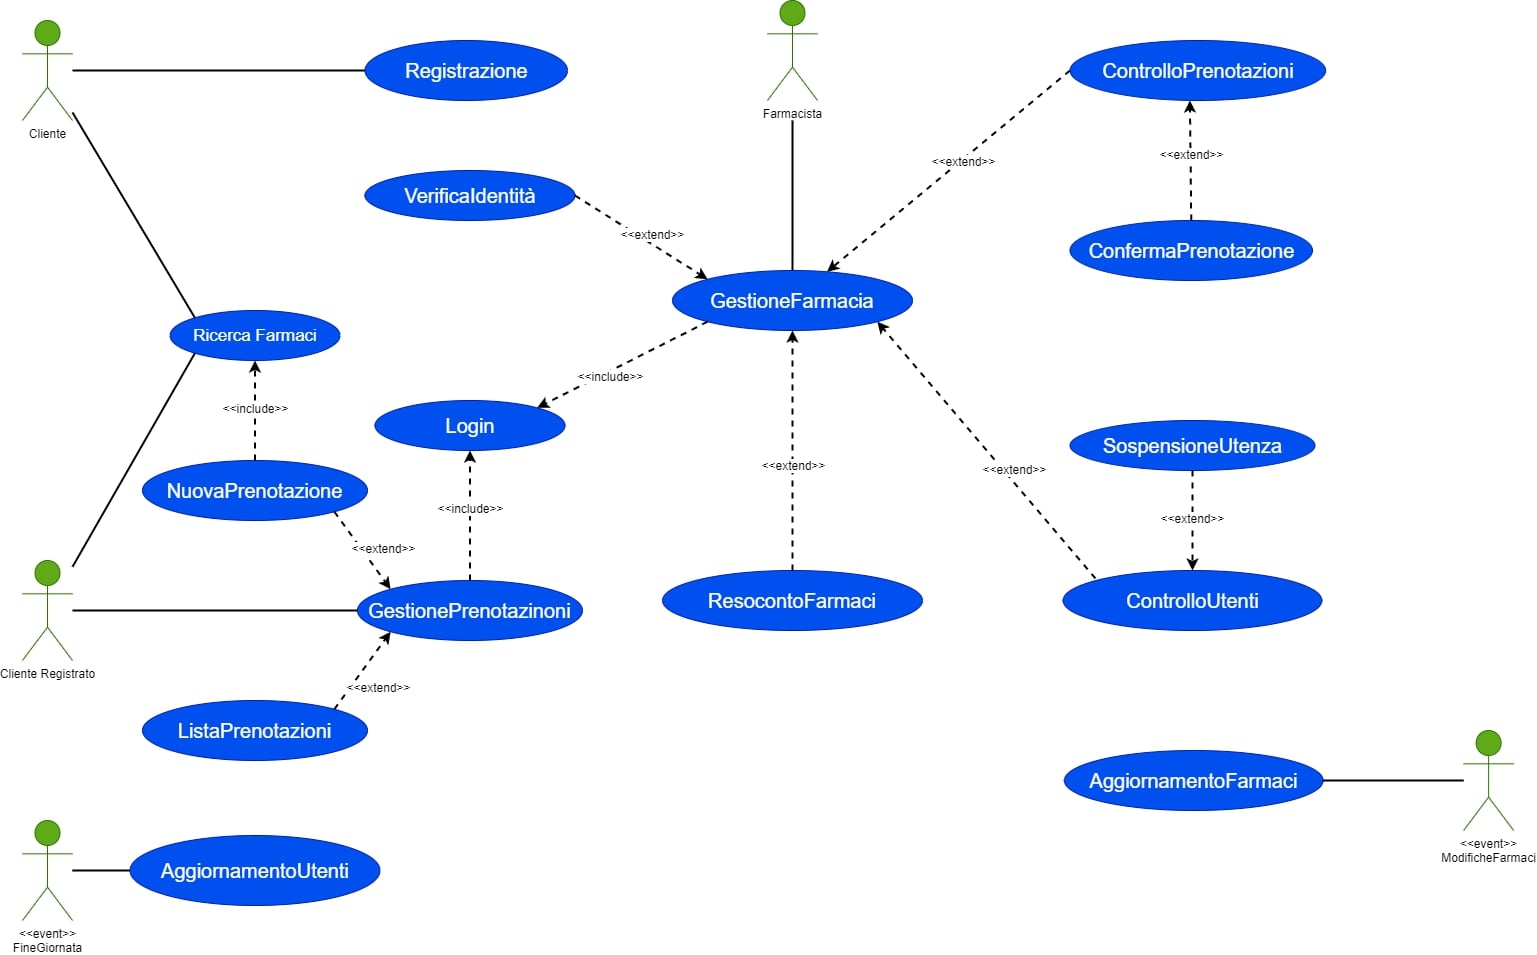 Registrazione
ControlloPrenotazioni
Farmacista
Cliente
<<extend>>
<<extend>>
VerificaIdentità
<<extend>>
ConfermaPrenotazione
GestioneFarmacia
Ricerca Farmaci
<<include>>
<<include>>
Login
SospensioneUtenza
<<extend>>
<<extend>>
NuovaPrenotazione
<<include>>
<<extend>>
<<extend>>
GestionePrenotazinoni
ResocontoFarmaci
ControlloUtenti
Cliente Registrato
<<extend>>
ListaPrenotazioni
AggiornamentoFarmaci
<<event>>
ModificheFarmaci
AggiornamentoUtenti
<<event>>
FineGiornata